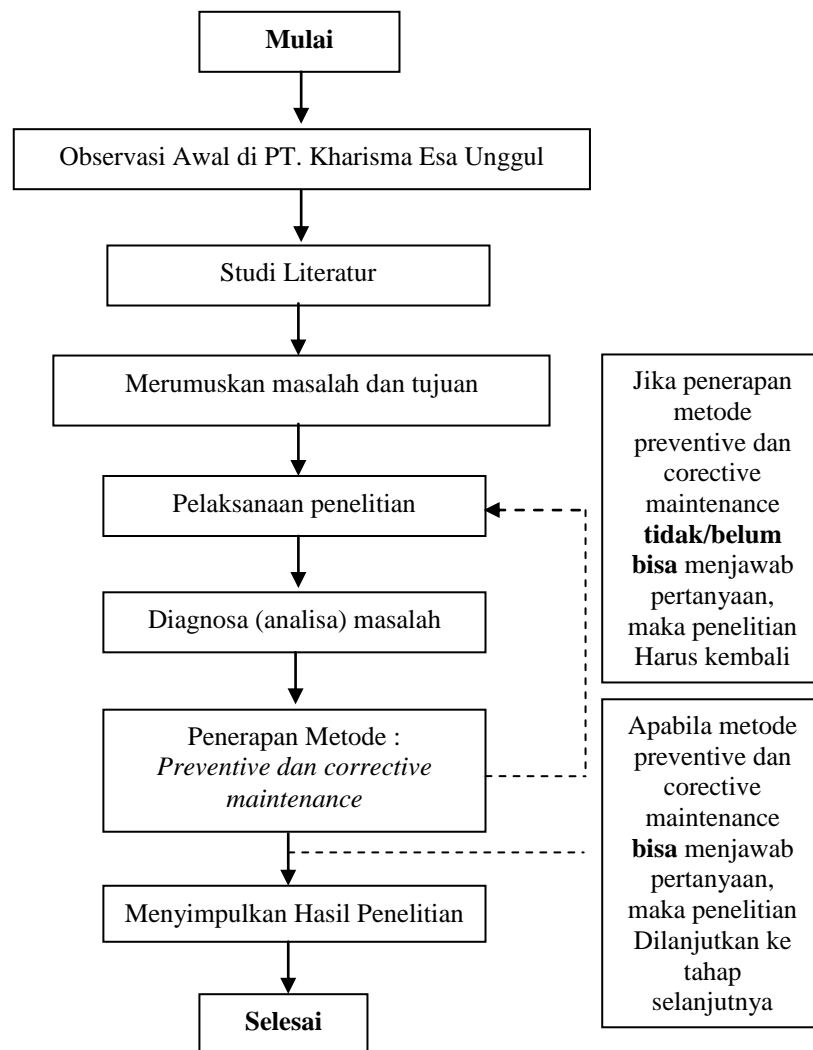 Mulai
Observasi Awal di PT. Kharisma Esa Unggul
Studi Literatur
Merumuskan masalah dan tujuan
Pelaksanaan penelitian
Diagnosa (analisa) masalah
Penerapan Metode :
Preventive dan corrective
maintenance
Menyimpulkan Hasil Penelitian
Selesai
Jika penerapan
metode
preventive dan
corective
maintenance
tidak/belum
bisa menjawab
pertanyaan,
maka penelitian
Harus kembali
Apabila metode
preventive dan
corective
maintenance
bisa menjawab
pertanyaan,
maka penelitian
Dilanjutkan ke
tahap
selanjutnya